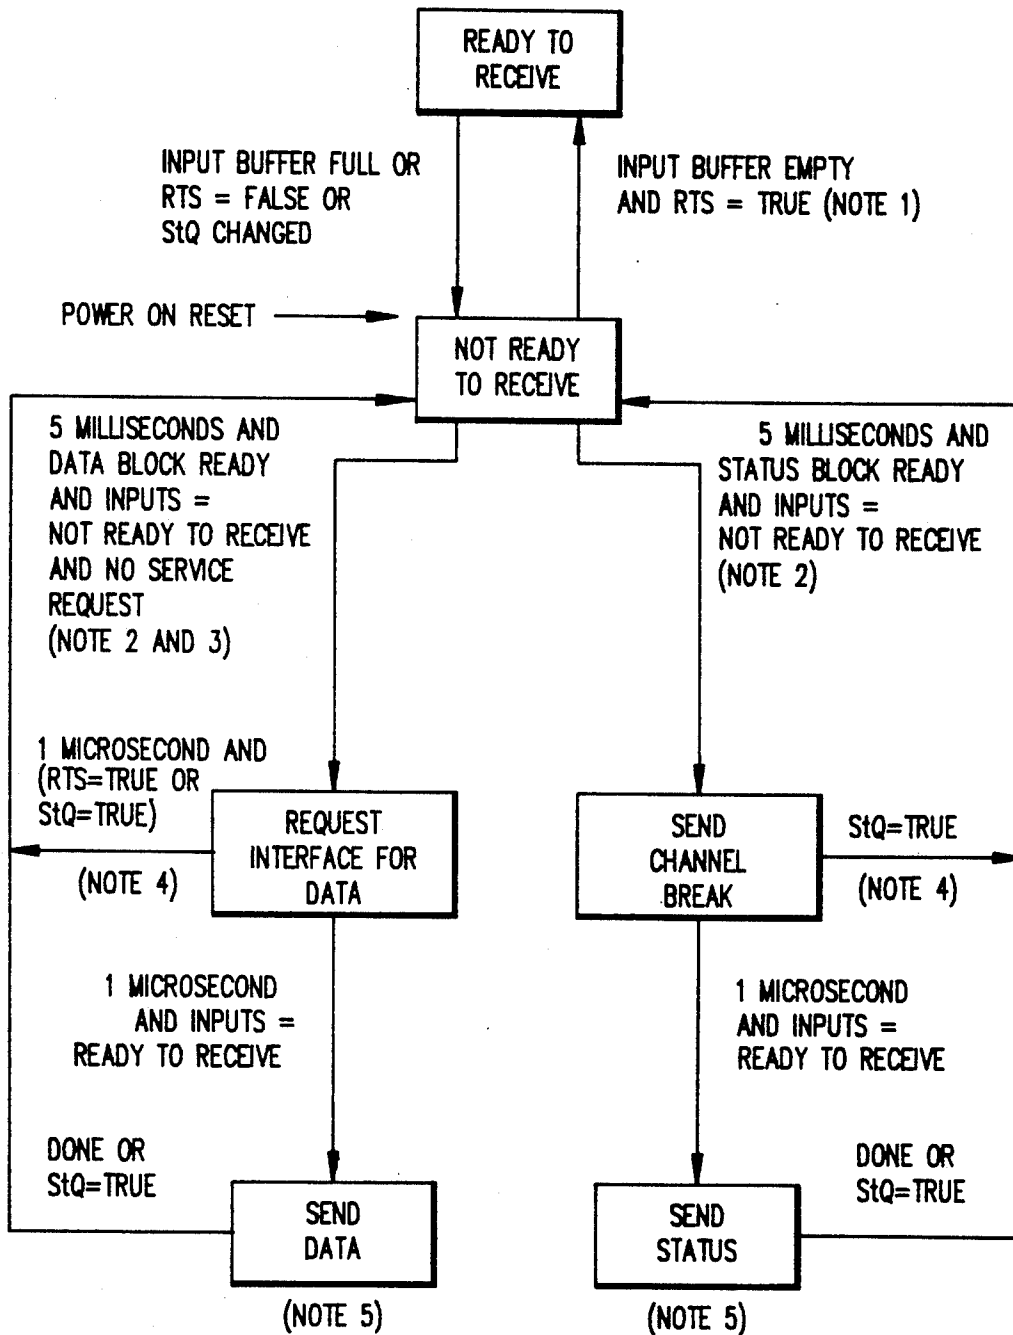 READY TO
RECEIVE
INPUT BUFFER FULL OR
RTS = FALSE OR
StQ CHANGED
INPUT BUFFER EMPTY
AND RTS = TRUE (NOTE 1)
POWER ON RESET
NOT READY
TO RECEIVE
5 MILLISECONDS AND
DATA BLOCK READY
AND INPUTS =
NOT READY TO RECEIVE
AND NO SERVICE
REQUEST
(NOTE 2 AND 3)
5 MILLISECONDS AND
STATUS BLOCK READY
AND INPUTS =
NOT READY TO RECEIVE
(NOTE 2)
1 MICROSECOND AND
(RTS=TRUE OR
StQ=TRUE)
(NOTE 4)
REQUEST
INTERFACE FOR
DATA
SEND
CHANNEL
BREAK
StQ=TRUE
(NOTE 4)
1 MICROSECOND
AND INPUTS =
READY TO RECEIVE
1 MICROSECOND
AND INPUTS =
READY TO RECEIVE
DONE OR
StQ=TRUE
SEND
DATA
(NOTE 5)
SEND
STATUS
(NOTE 5)
DONE OR
StQ=TRUE